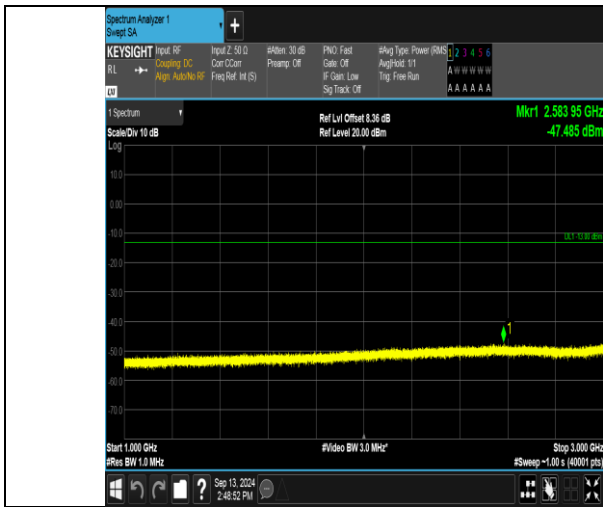 Spectrum Analyzer 1
Swept SA
+
KEYSIGHT Input: RF Input Z: 50 Ω #Atten: 30 dB PNO: Fast #Avg Type: Power (RMS 1 2 3 4 5 6
RL Coupling: DC Corr CCorr Preamp: Off Gate: Off Avg|Hold: 1/1 A W W W W W
Align: Auto/No RF Freq Ref: Int (S) IF Gain: Low Trig: Free Run
LXI Sig Track: Off A A A A A A
1 Spectrum Ref Lvl Offset 8.36 dB Mkr1 2.583 95 GHz
Scale/Div 10 dB Ref Level 20.00 dBm -47.485 dBm
Log
10.0
0.00
-10.0 DL1 -13.00 dBm
-20.0
-30.0
-40.0
1
-50.0
-60.0
-70.0
Start 1.000 GHz #Video BW 3.0 MHz* Stop 3.000 GHz
#Res BW 1.0 MHz #Sweep ~1.00 s (40001 pts)
? Sep 13, 2024
2:48:52 PM